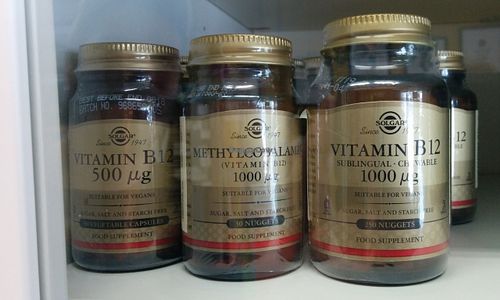 BEST BEFORE END
BATCH NO.
SOLGAR
Since 1947
VITAMIN B12
500 µg
SUITABLE FOR VEGANS
SUGAR, SALT AND STARCH FREE
VEGETABLE CAPSULES
FOOD SUPPLEMENT
SOLGAR
Since 1947
METHYLCOBALAMIN
(VITAMIN B12)
1000 µg
SUITABLE FOR VEGANS
SUGAR, SALT AND STARCH FREE
30 NUGGETS
FOOD SUPPLEMENT
SOLGAR
Since 1947
VITAMIN B12
SUBLINGUAL • CHEWABLE
1000 µg
SUITABLE FOR VEGANS
SUGAR, SALT AND STARCH FREE
250 NUGGETS
FOOD SUPPLEMENT
B12